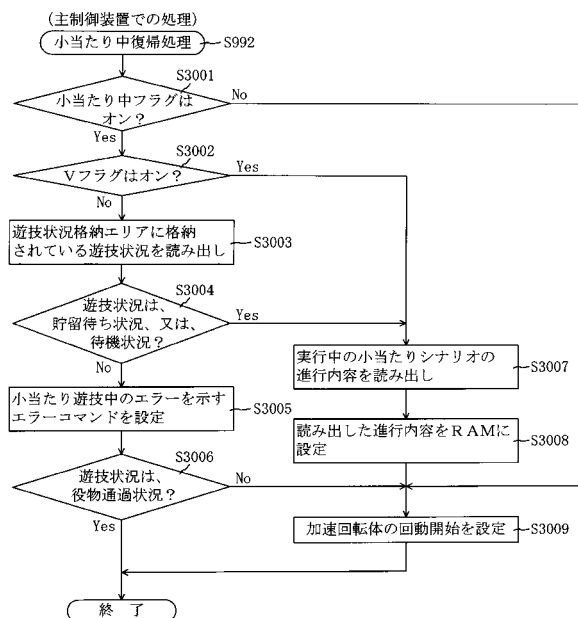 (主制御装置での処理)
小当たり中復帰処理
S992
S3001
小当たり中フラグは
オン?
No
Yes
S3002
Vフラグはオン?
Yes
No
遊技状況格納エリアに格納
されている遊技状況を読み出し
S3003
S3004
遊技状況は、
貯留待ち状況、又は、
待機状況?
Yes
No
実行中の小当たりシナリオの
進行内容を読み出し
S3007
小当たり遊技中のエラーを示す
エラーコマンドを設定
S3005
読み出した進行内容をRAMに
設定
S3008
S3006
遊技状況は、
役物通過状況?
No
Yes
加速回転体の回動開始を設定
S3009
終 了